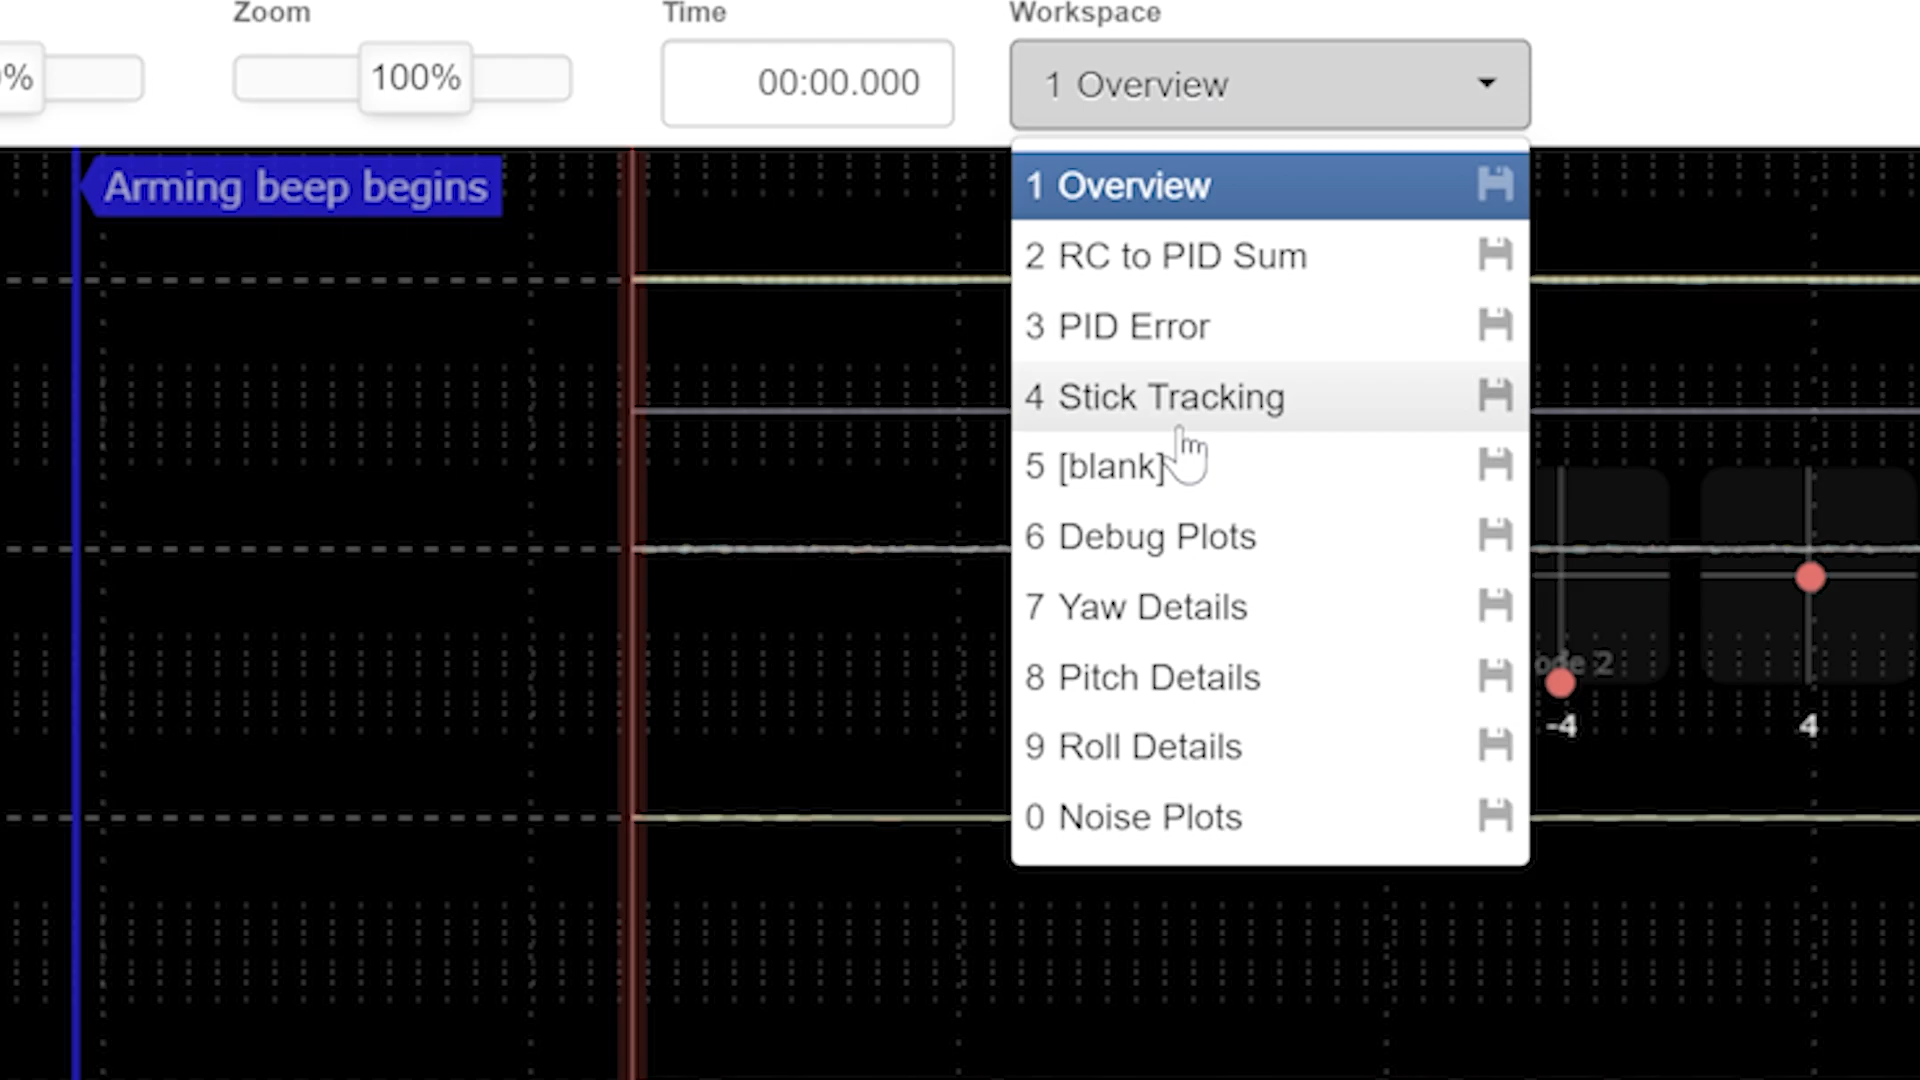 Zoom
Time
Workspace
%
100%
00:00.000
1 Overview
Arming beep begins
1 Overview
2 RC to PID Sum
3 PID Error
4 Stick Tracking
5 [blank]
6 Debug Plots
7 Yaw Details
8 Pitch Details
9 Roll Details
0 Noise Plots
2
-4
4